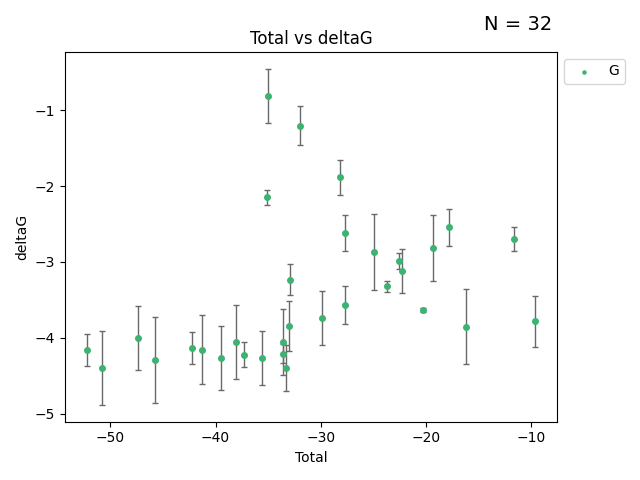 N = 32
Total vs deltaG
G
−1
−2
−3
−4
−5
deltaG
−50
−40
−30
−20
−10
Total